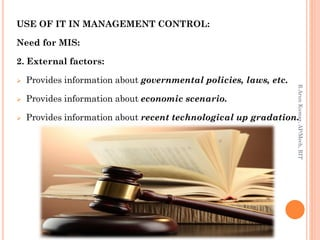 USE OF IT IN MANAGEMENT CONTROL:
Need for MIS:
2. External factors:
Provides information about governmental policies, laws, etc.
Provides information about economic scenario.
Provides information about recent technological up gradation.
R.Arun Kumar, AP/Mech, RIT